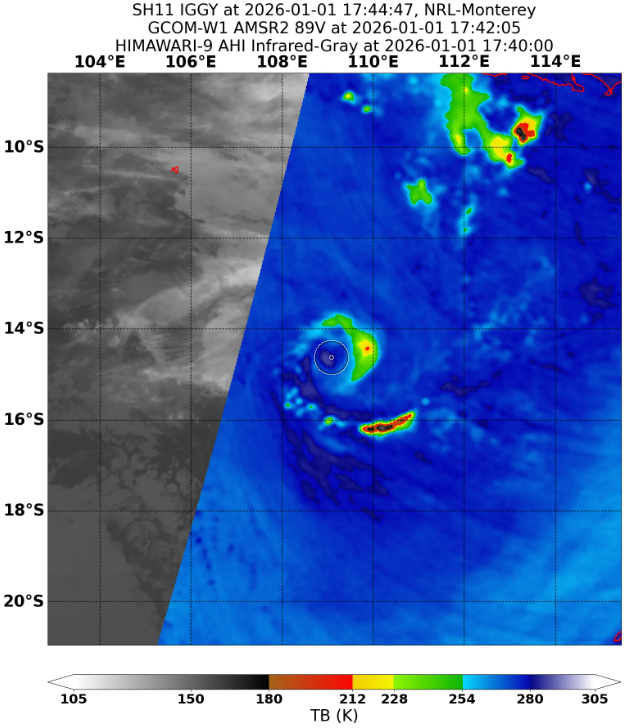 SH11 IGGY at 2026-01-01 17:44:47, NRL-Monterey
GCOM-W1 AMSR2 89V at 2026-01-01 17:42:05
HIMAWARI-9 AHI Infrared-Gray at 2026-01-01 17:40:00
104°E 106°E 108°E 110°E 112°E 114°E
10°S
12°S
14°S
16°S
18°S
20°S
105 150 180 212 228 254 280 305
TB (K)